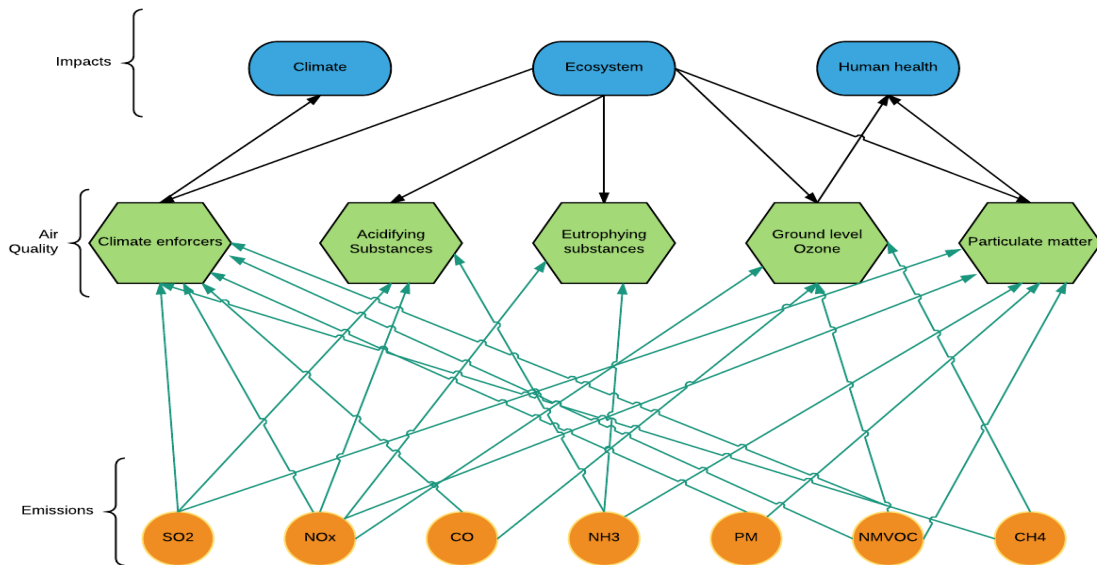 Impacts
Climate
Ecosystem
Human health
Air
Quality
Climate enforcers
Acidifying
Substances
Eutrophying
substances
Ground level
Ozone
Particulate matter
Emissions
SO2
NOx
CO
NH3
PM
NMVOC
CH4